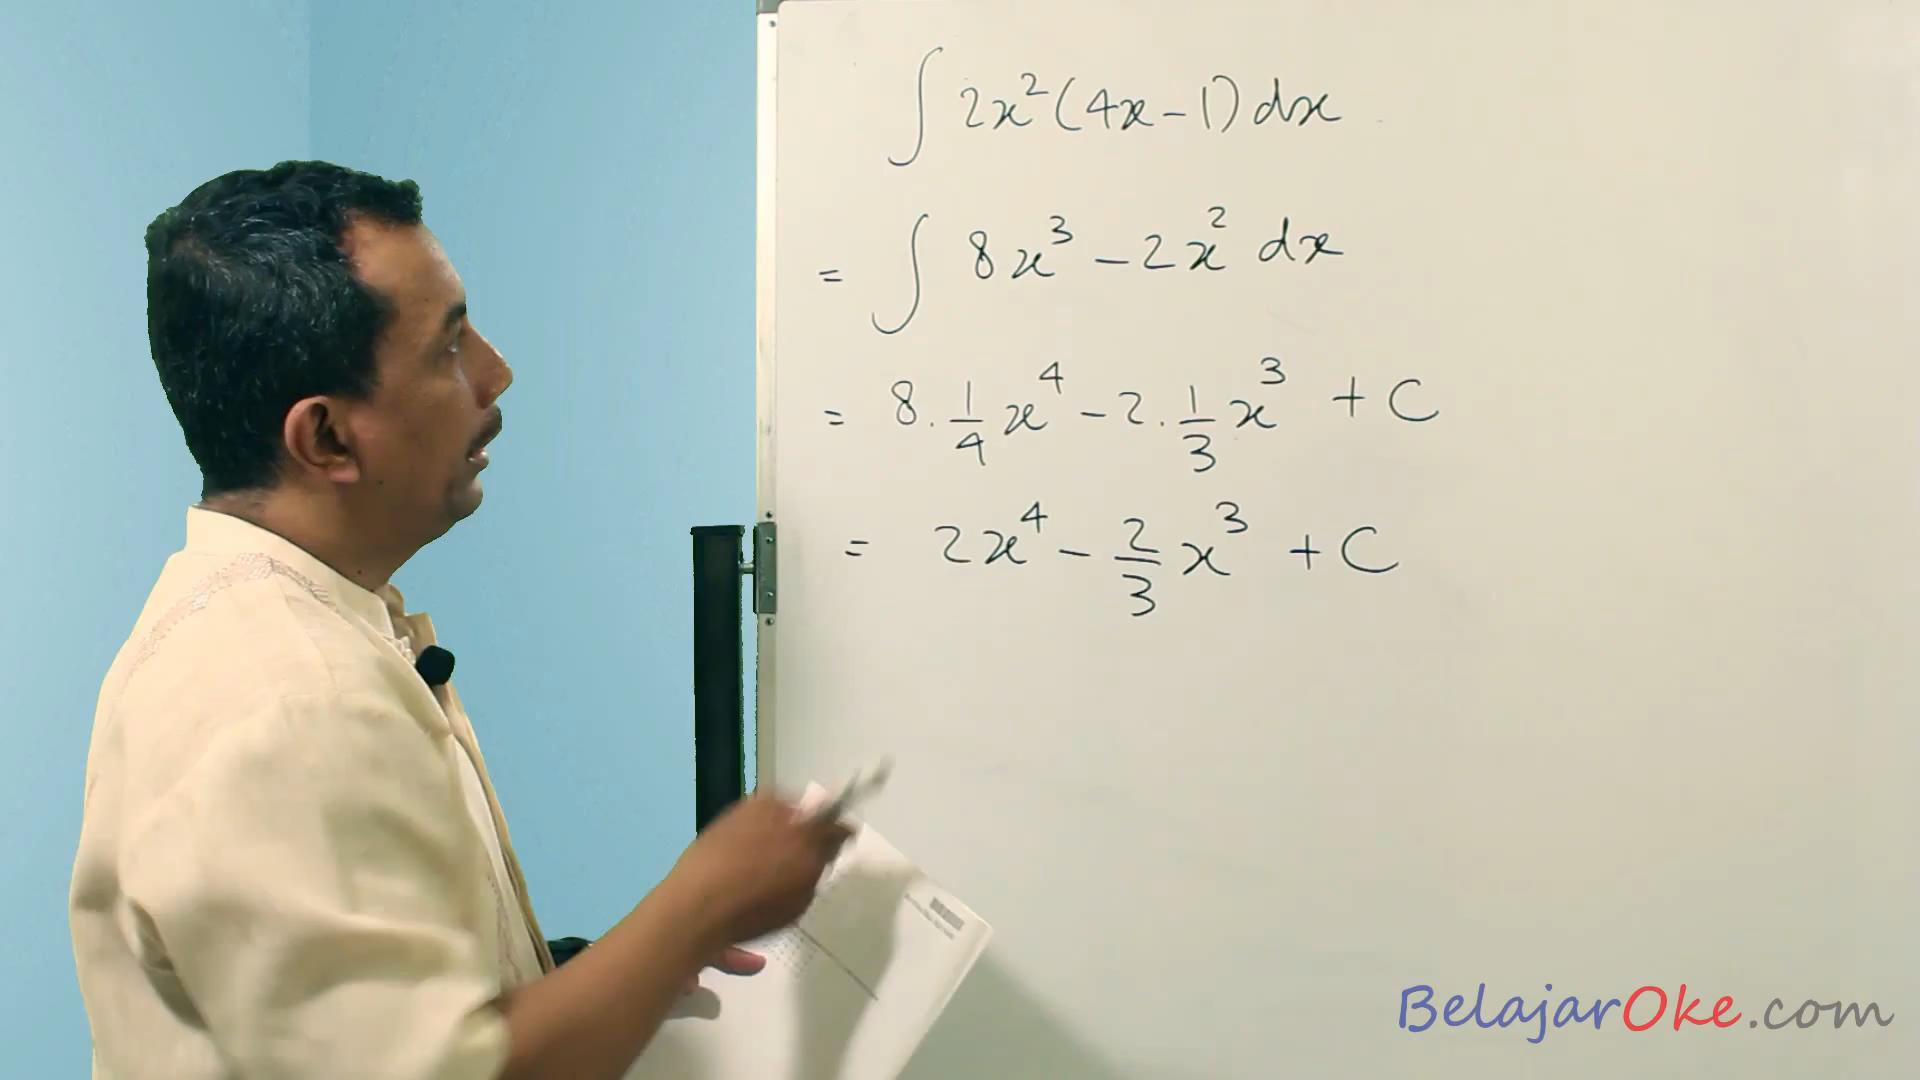 ∫ 2x²(4x-1)dx
= ∫ 8x³ - 2x² dx
= 8 . 1/4 x⁴ - 2 . 1/3 x³ + C
= 2x⁴ - 2/3 x³ + C
BelajarOke.com